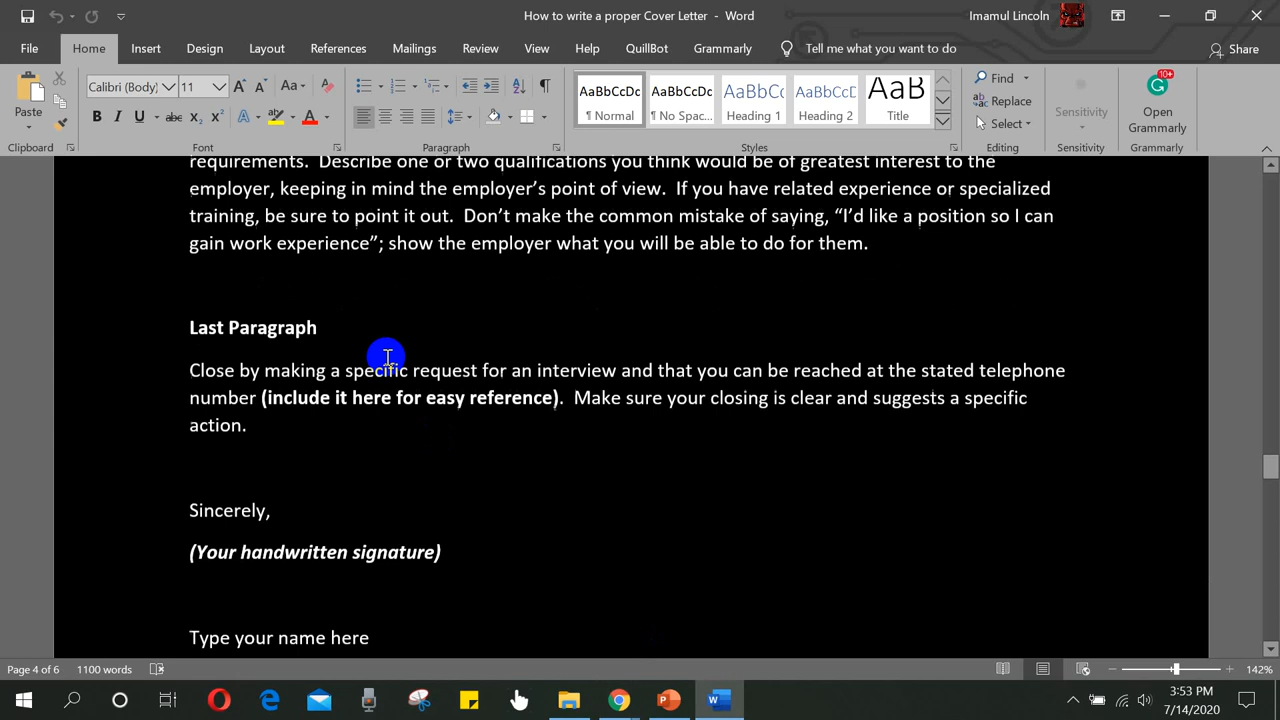 How to write a proper Cover Letter - Word
Imamul Lincoln
File Home Insert Design Layout References Mailings Review View Help QuillBot Grammarly Tell me what you want to do Share
Paste
Clipboard
Calibri (Body) 11
Aa
B I U abc X₂ X² A A
Font
Paragraph
AaBbCcDc AaBbCcDc AaBbCc AaBbCcD AaB
¶ Normal ¶ No Spac... Heading 1 Heading 2 Title
Styles
Find
Replace
Select
Editing
Sensitivity
Sensitivity
10+
Open
Grammarly
Grammarly
requirements. Describe one or two qualifications you think would be of greatest interest to the
employer, keeping in mind the employer’s point of view. If you have related experience or specialized
training, be sure to point it out. Don’t make the common mistake of saying, “I’d like a position so I can
gain work experience”; show the employer what you will be able to do for them.
Last Paragraph
Close by making a specific request for an interview and that you can be reached at the stated telephone
number (include it here for easy reference). Make sure your closing is clear and suggests a specific
action.
Sincerely,
(Your handwritten signature)
Type your name here
Page 4 of 6 1100 words 142%
3:53 PM
7/14/2020